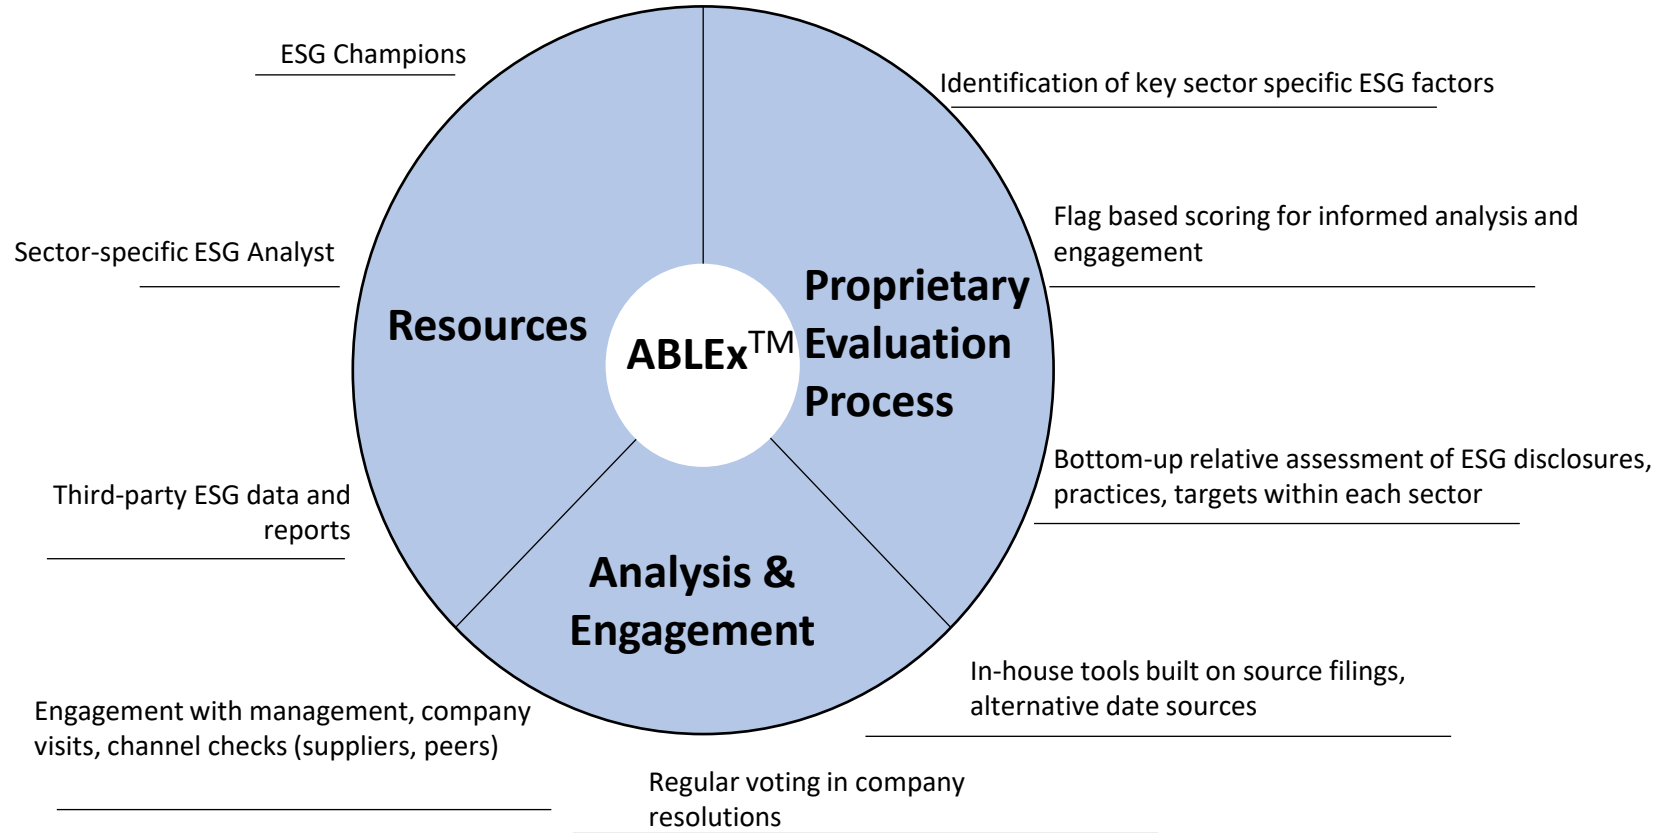 ESG Champions
Sector-specific ESG Analyst
Third-party ESG data and
reports
Resources
ABLEx™
Proprietary
Evaluation
Process
Analysis &
Engagement
Identification of key sector specific ESG factors
Flag based scoring for informed analysis and
engagement
Bottom-up relative assessment of ESG disclosures,
practices, targets within each sector
In-house tools built on source filings,
alternative date sources
Engagement with management, company
visits, channel checks (suppliers, peers)
Regular voting in company
resolutions